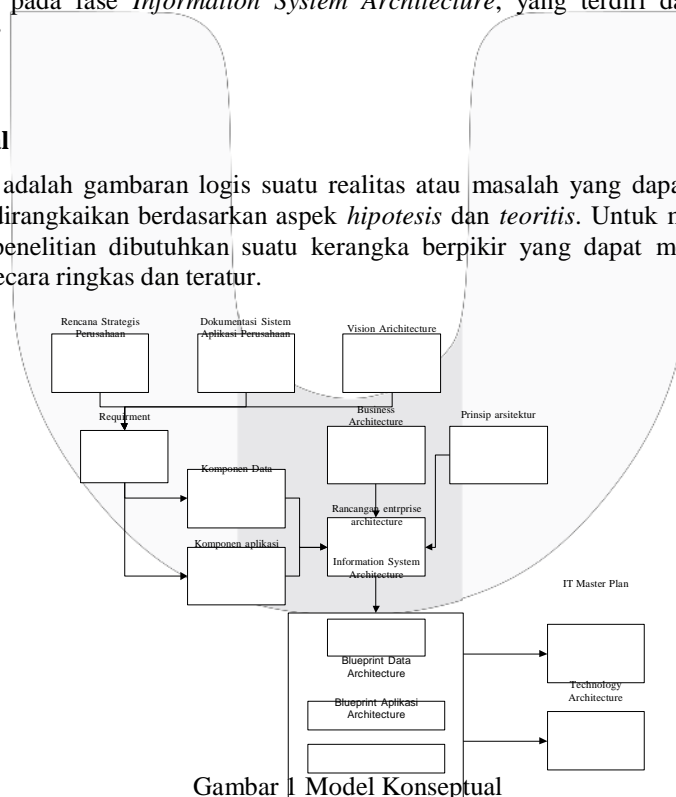 pada fase Information System Architecture, yang terdiri da
al
adalah gambaran logis suatu realitas atau masalah yang dapa
dirangkaikan berdasarkan aspek hipotesis dan teoritis. Untuk m
penelitian dibutuhkan suatu kerangka berpikir yang dapat m
ecara ringkas dan teratur.
Rencana Strategis
Perusahaan
Dokumentasi Sistem
Aplikasi Perusahaan
Vision Arichitecture
Requirment
Business
Architecture
Prinsip arsitektur
Komponen Data
Rancangan entrprise
architecture
Komponen aplikasi
Information System
Architecture
IT Master Plan
Blueprint Data
Architecture
Technology
Architecture
Blueprint Aplikasi
Architecture
Gambar 1 Model Konseptual